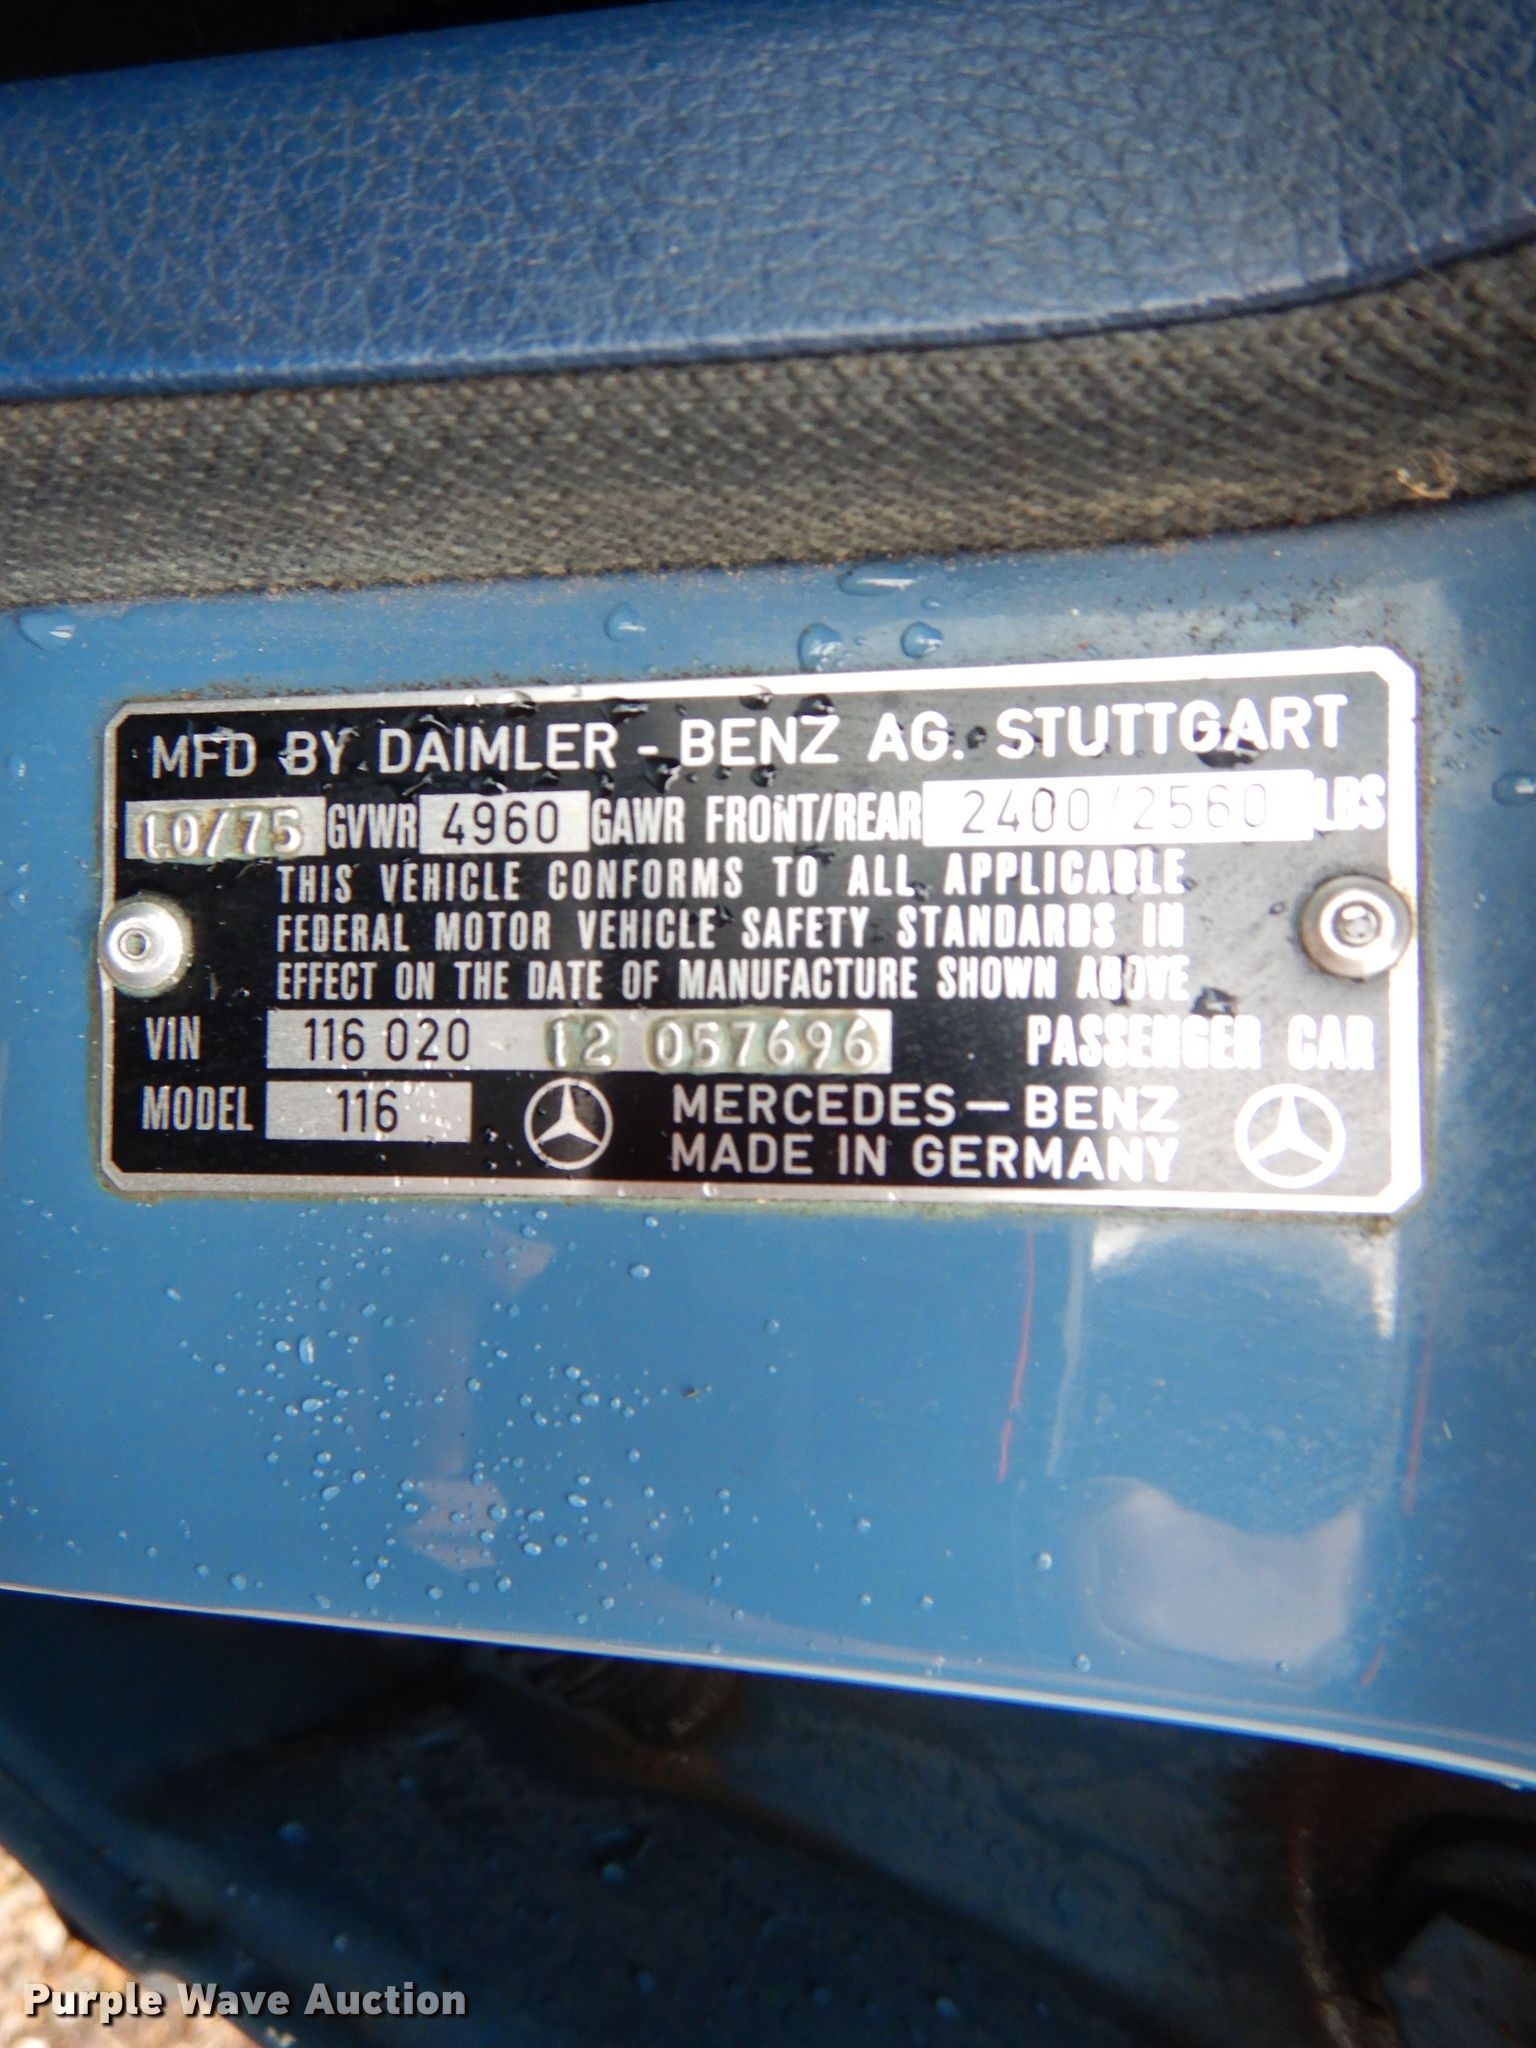 MFD BY DAIMLER - BENZ AG. STUTTGART
10/75 GVWR 4960 GAWR FRONT/REAR 2400/2560 LBS
THIS VEHICLE CONFORMS TO ALL APPLICABLE
FEDERAL MOTOR VEHICLE SAFETY STANDARDS IN
EFFECT ON THE DATE OF MANUFACTURE SHOWN ABOVE
VIN 116 020 12 057696 PASSENGER CAR
MODEL 116 MERCEDES-BENZ
MADE IN GERMANY
Purple Wave Auction